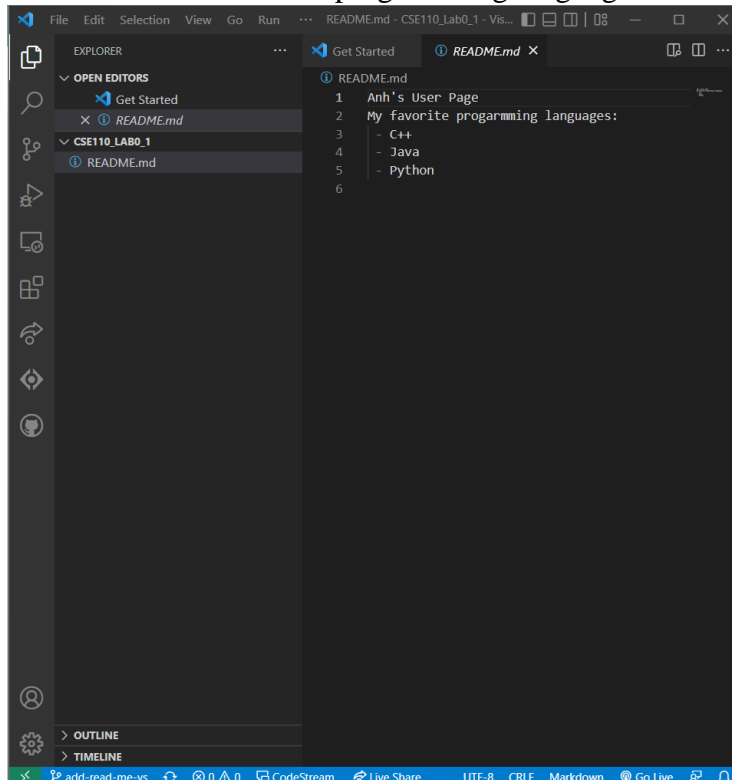 File Edit Selection View Go Run ··· README.md - CSE110_Lab0_1 - Vis...
EXPLORER ···
OPEN EDITORS
Get Started
README.md
CSE110_LAB0_1
README.md
OUTLINE
TIMELINE
Get Started README.md
README.md
1 Anh's User Page
2 My favorite progarmming languages:
3 - C++
4 - Java
5 - Python
6
add-read-me-vs 0 0 CodeStream Live Share UTF-8 CRLF Markdown Go Live